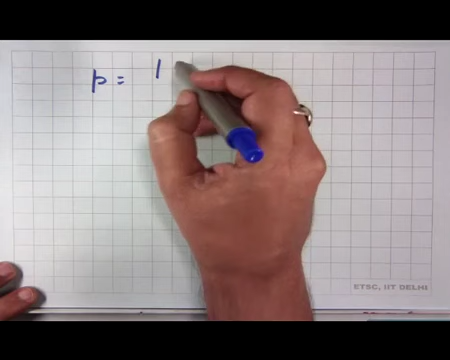 p = 1
ETSC, IIT DELHI